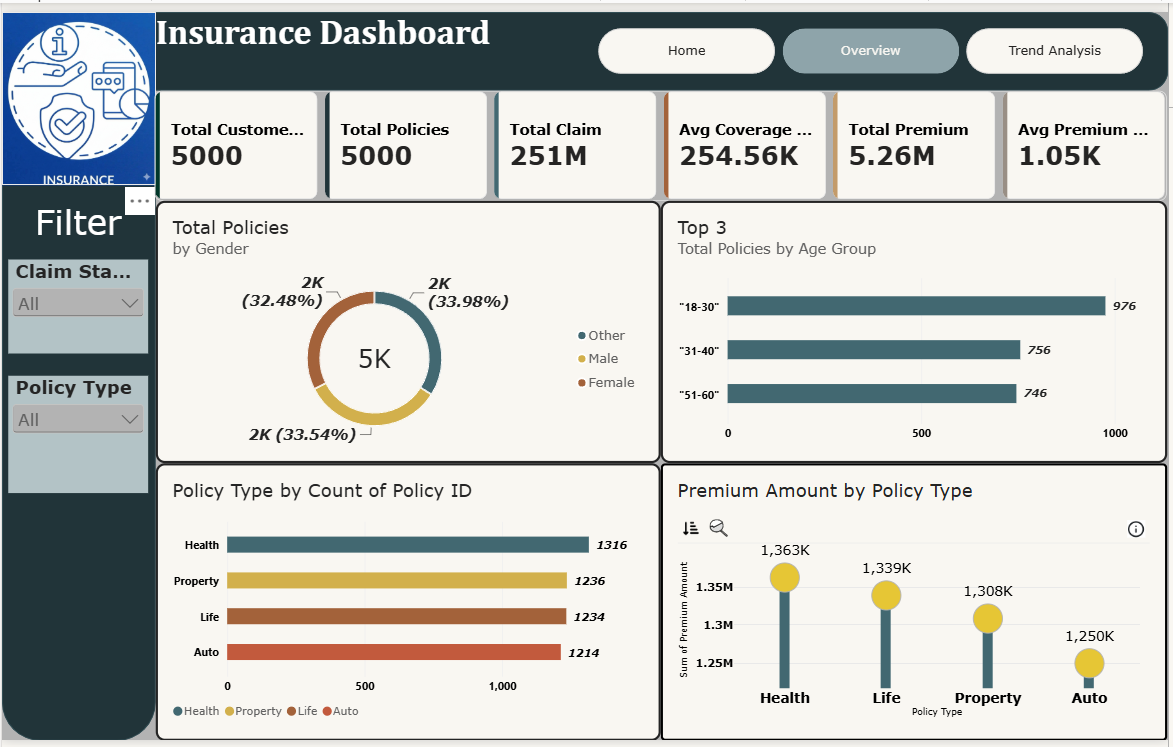 Insurance Dashboard
Home
Overview
Trend Analysis
INSURANCE
Total Custome...
5000
Total Policies
5000
Total Claim
251M
Avg Coverage ...
254.56K
Total Premium
5.26M
Avg Premium ...
1.05K
Filter
Claim Sta...
All
Policy Type
All
Total Policies
by Gender
2K
(32.48%)
2K
(33.98%)
5K
2K (33.54%)
Other
Male
Female
Top 3
Total Policies by Age Group
"18-30"
976
"31-40"
756
"51-60"
746
0
500
1000
Policy Type by Count of Policy ID
Health
1316
Property
1236
Life
1234
Auto
1214
0
500
1,000
Health
Property
Life
Auto
Premium Amount by Policy Type
Sum of Premium Amount
1.35M
1.3M
1.25M
1,363K
1,339K
1,308K
1,250K
Health
Life
Property
Auto
Policy Type